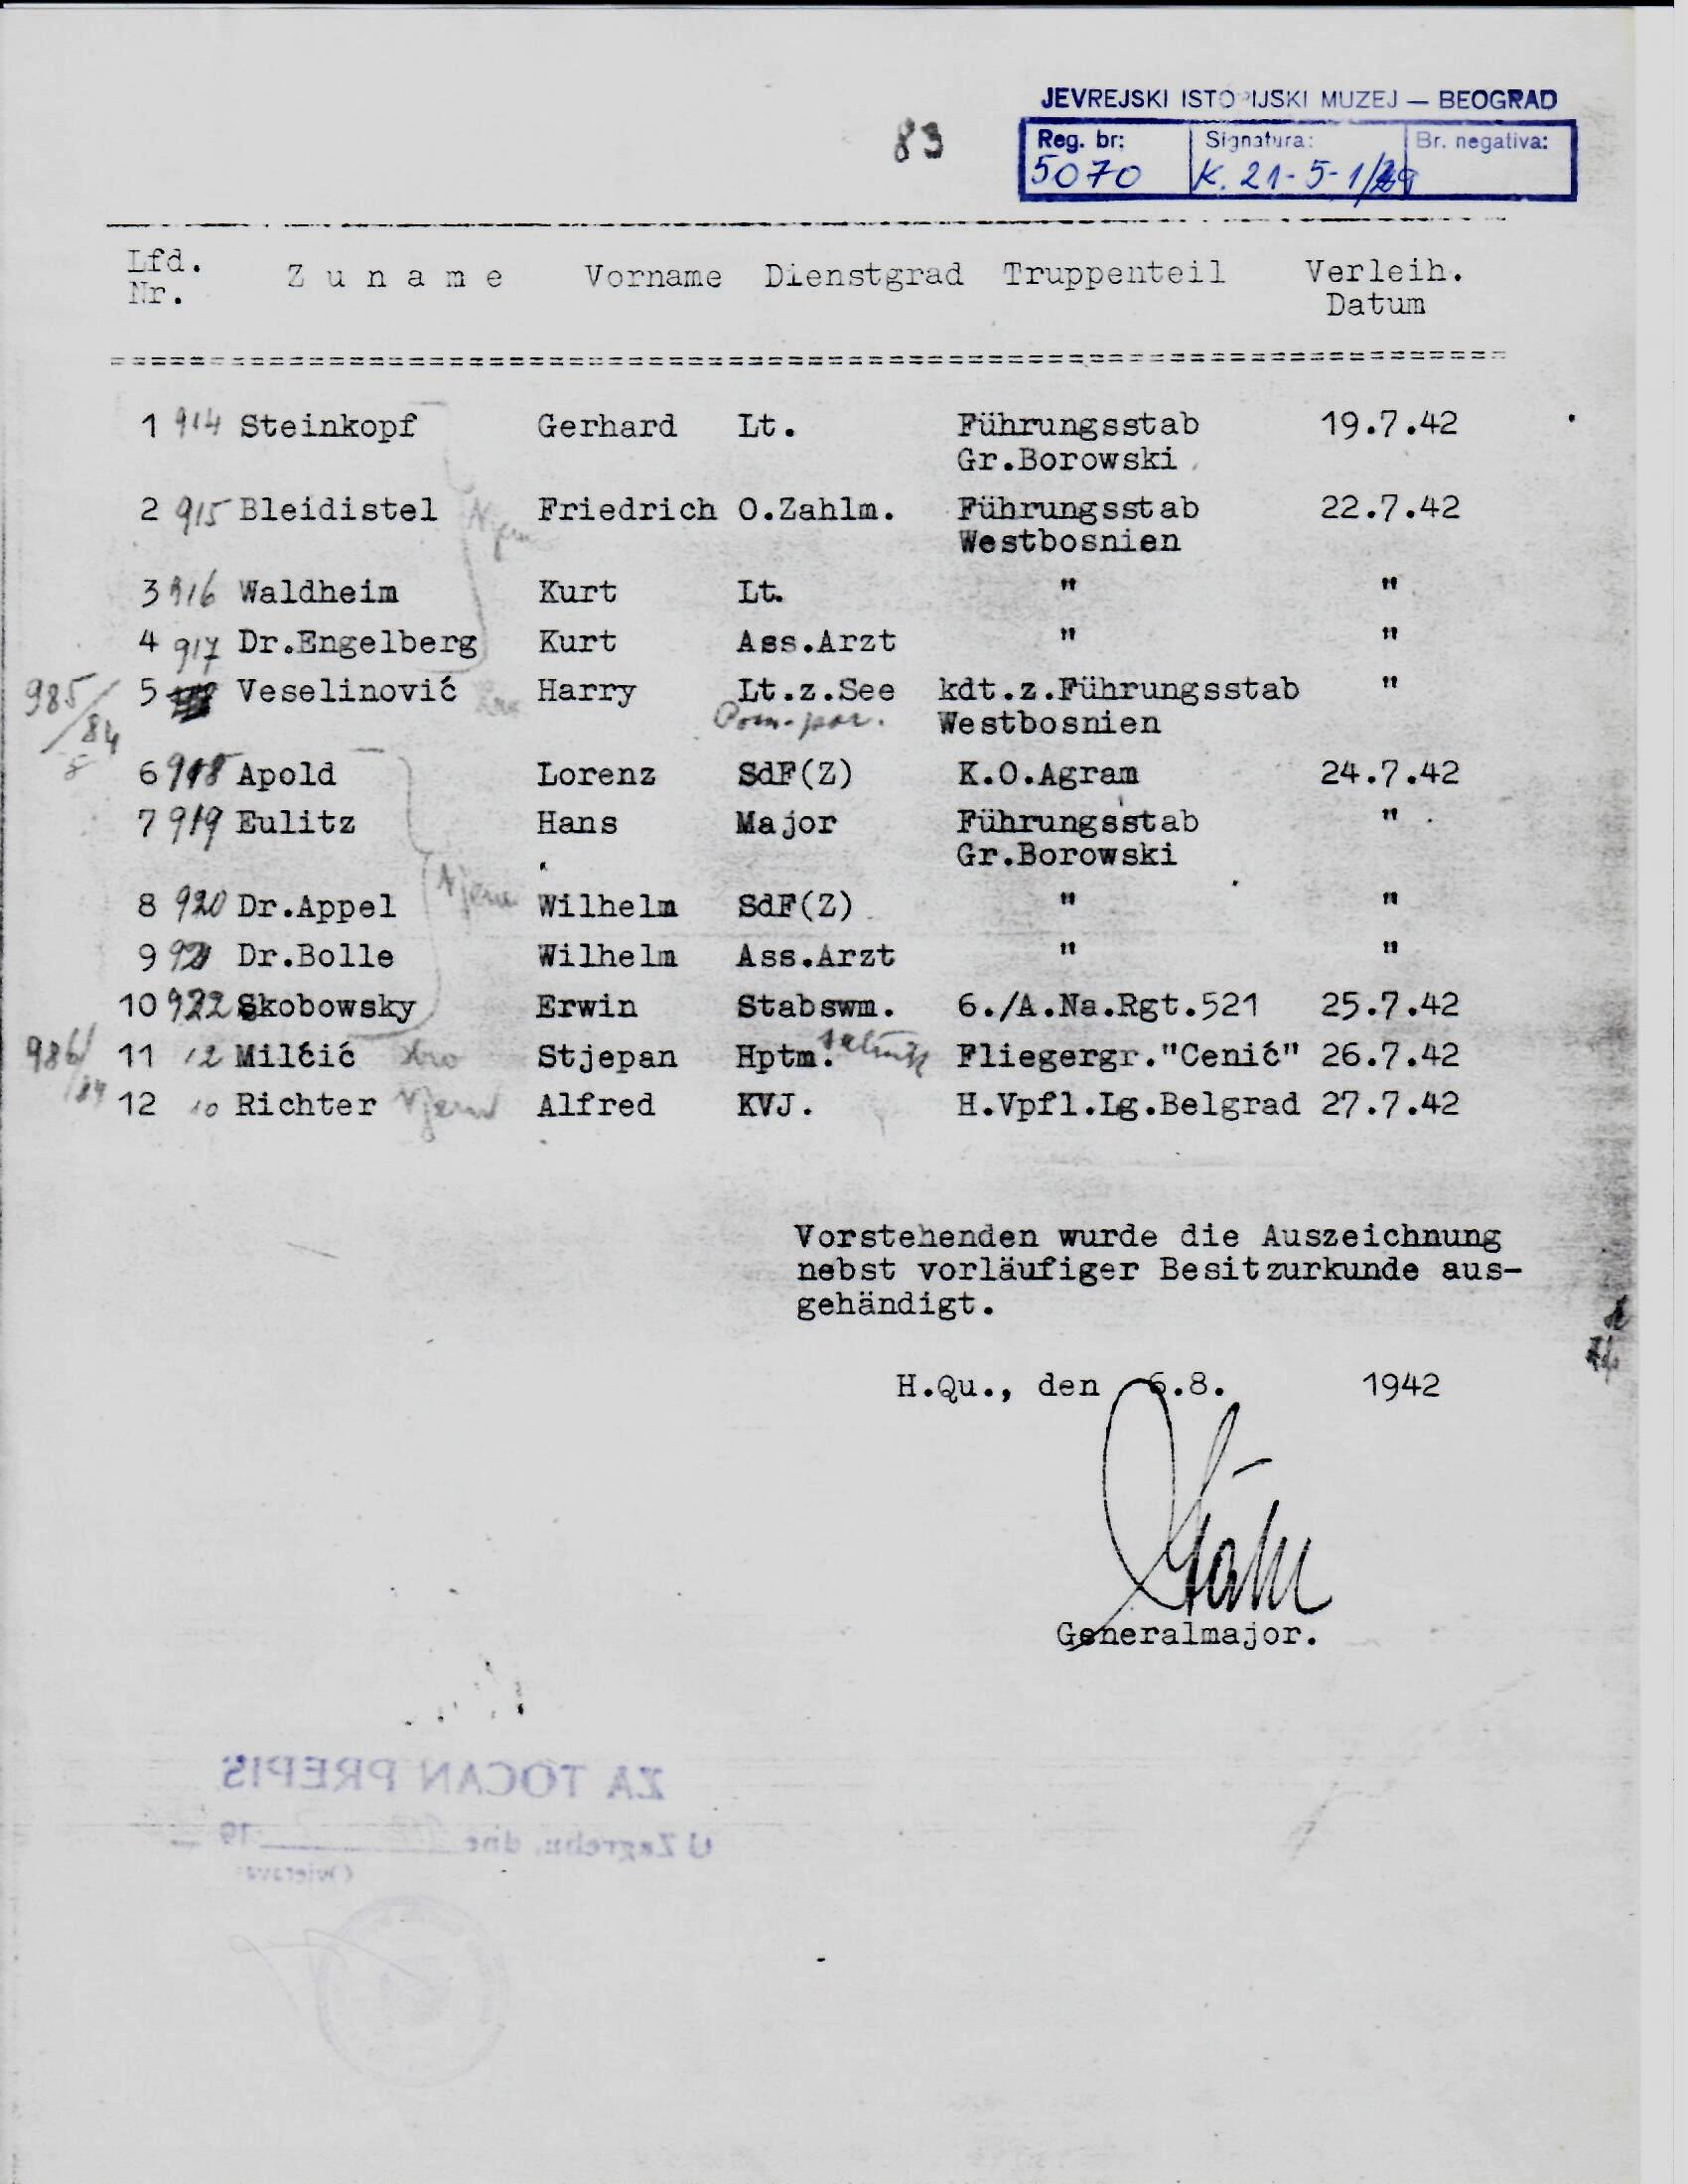 JEVREJSKI ISTORIJSKI MUZEJ — BEOGRAD
83
Reg. br: Signatura: Br. negativa:
5070 K. 21-5-1/
Lfd. Nr. Zuname Vorname Dienstgrad Truppenteil Verleih. Datum
1 914 Steinkopf Gerhard Lt. Führungsstab 19.7.42
Gr.Borowski
2 915 Bleidistel Friedrich O.Zahlm. Führungsstab 22.7.42
Westbosnien
3 916 Waldheim Kurt Lt. " "
4 917 Dr.Engelberg Kurt Ass.Arzt " "
985/84 5 Veselinović Harry Lt.z.See kdt.z.Führungsstab "
Pom. por. Westbosnien
6 918 Apold Lorenz SdF(Z) K.O.Agram 24.7.42
7 919 Eulitz Hans Major Führungsstab "
Gr.Borowski
8 920 Dr.Appel Wilhelm SdF(Z) " "
9 921 Dr.Bolle Wilhelm Ass.Arzt " "
10 922 Skobowsky Erwin Stabswm. 6./A.Na.Rgt.521 25.7.42
986/84 11 12 Milčić Stjepan Hptm. Fliegergr."Cenić" 26.7.42
12 10 Richter Alfred KVJ. H.Vpfl.Lg.Belgrad 27.7.42
Vorstehenden wurde die Auszeichnung
nebst vorläufiger Besitzurkunde aus-
gehändigt.
H.Qu., den 6.8. 1942
Generalmajor.
ZA TOČAN PREPIS
U Zagrebu, dne 19